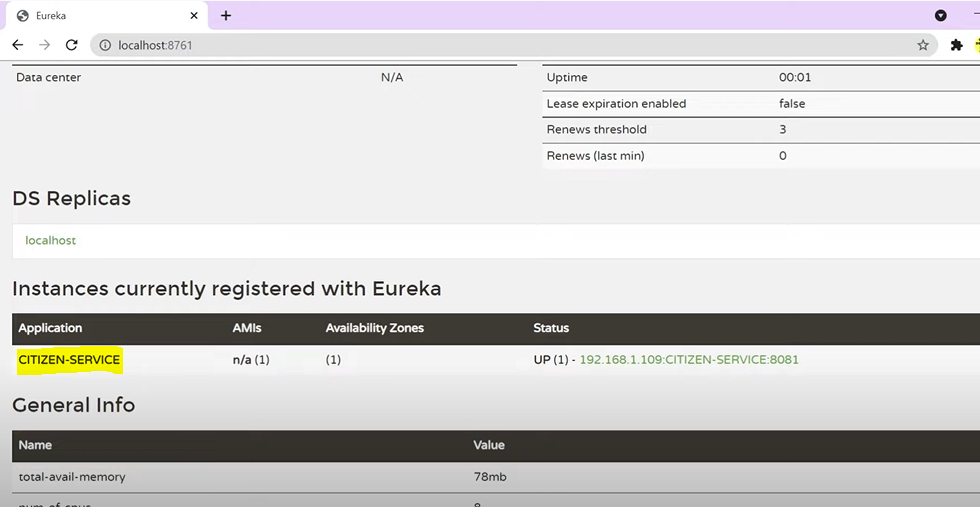 Eureka
localhost:8761
Data center N/A
Uptime 00:01
Lease expiration enabled false
Renews threshold 3
Renews (last min) 0
DS Replicas
localhost
Instances currently registered with Eureka
Application AMIs Availability Zones Status
CITIZEN-SERVICE n/a (1) (1) UP (1) - 192.168.1.109:CITIZEN-SERVICE:8081
General Info
Name Value
total-avail-memory 78mb